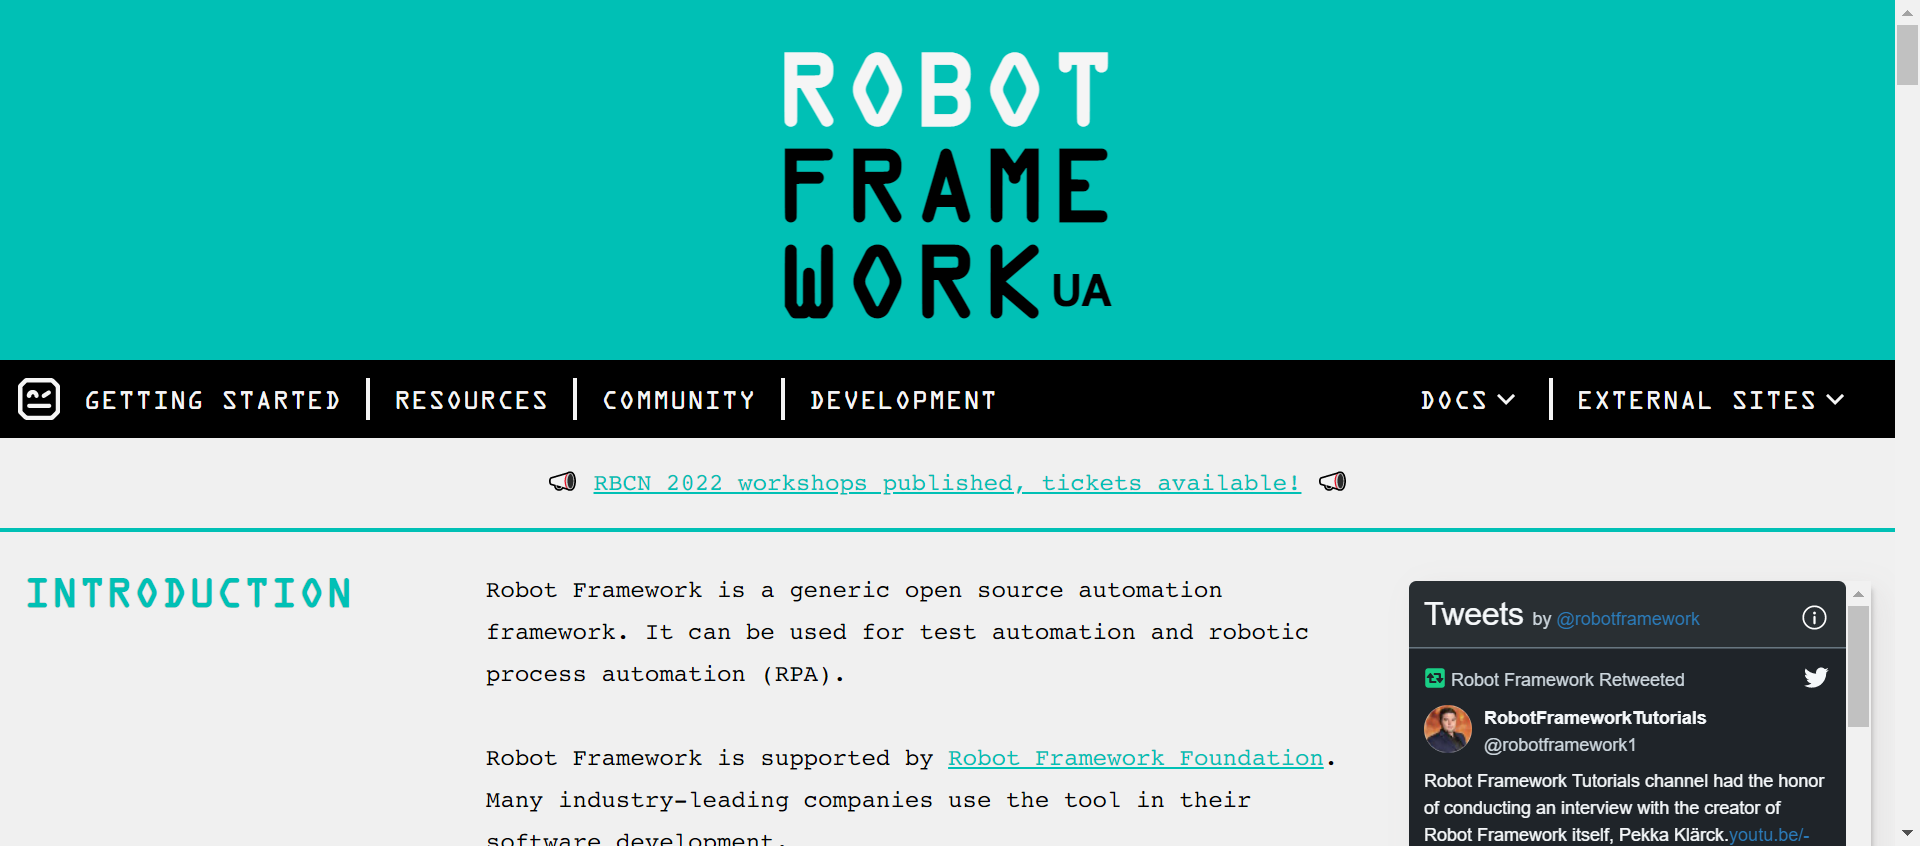 ROBOT
FRAME
WORK UA
GETTING STARTED
RESOURCES
COMMUNITY
DEVELOPMENT
DOCS
EXTERNAL SITES
RBCN 2022 workshops published, tickets available!
INTRODUCTION
Robot Framework is a generic open source automation
framework. It can be used for test automation and robotic
process automation (RPA).
Robot Framework is supported by Robot Framework Foundation.
Many industry-leading companies use the tool in their
software development.
Tweets by @robotframework
Robot Framework Retweeted
RobotFrameworkTutorials
@robotframework1
Robot Framework Tutorials channel had the honor
of conducting an interview with the creator of
Robot Framework itself, Pekka Klärck.youtu.be/-